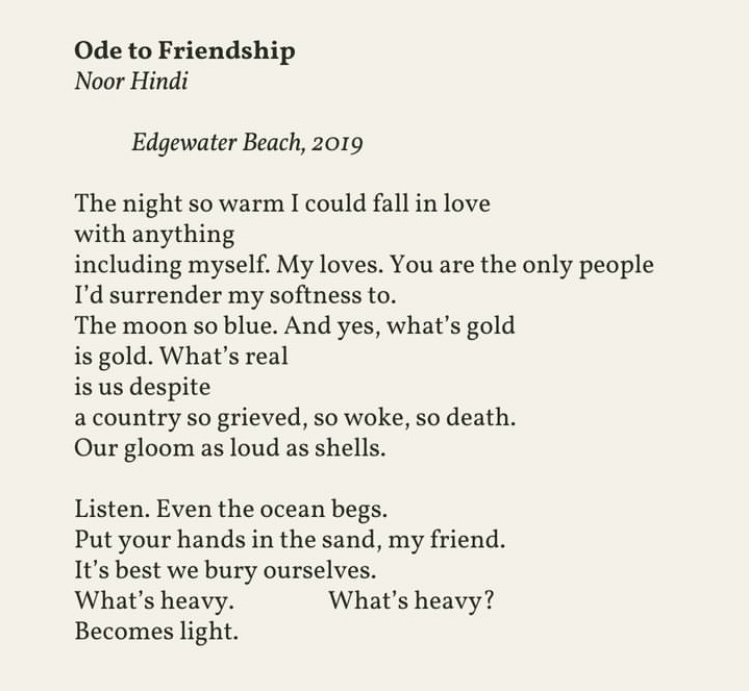 Ode to Friendship
Noor Hindi
Edgewater Beach, 2019
The night so warm I could fall in love
with anything
including myself. My loves. You are the only people
I’d surrender my softness to.
The moon so blue. And yes, what’s gold
is gold. What’s real
is us despite
a country so grieved, so woke, so death.
Our gloom as loud as shells.
Listen. Even the ocean begs.
Put your hands in the sand, my friend.
It’s best we bury ourselves.
What’s heavy. What’s heavy?
Becomes light.